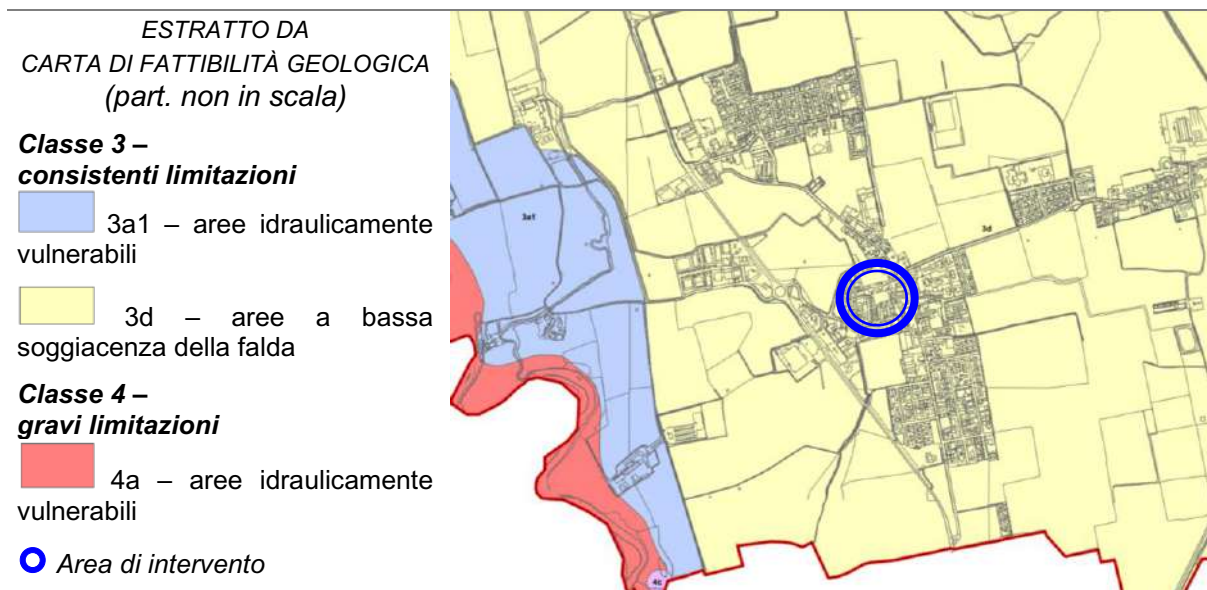 ESTRATTO DA
CARTA DI FATTIBILITÀ GEOLOGICA
(part. non in scala)
Classe 3 –
consistenti limitazioni
3a1 – aree idraulicamente
vulnerabili
3d – aree a bassa
soggiacenza della falda
Classe 4 –
gravi limitazioni
4a – aree idraulicamente
vulnerabili
Area di intervento
3a1
3d
4c